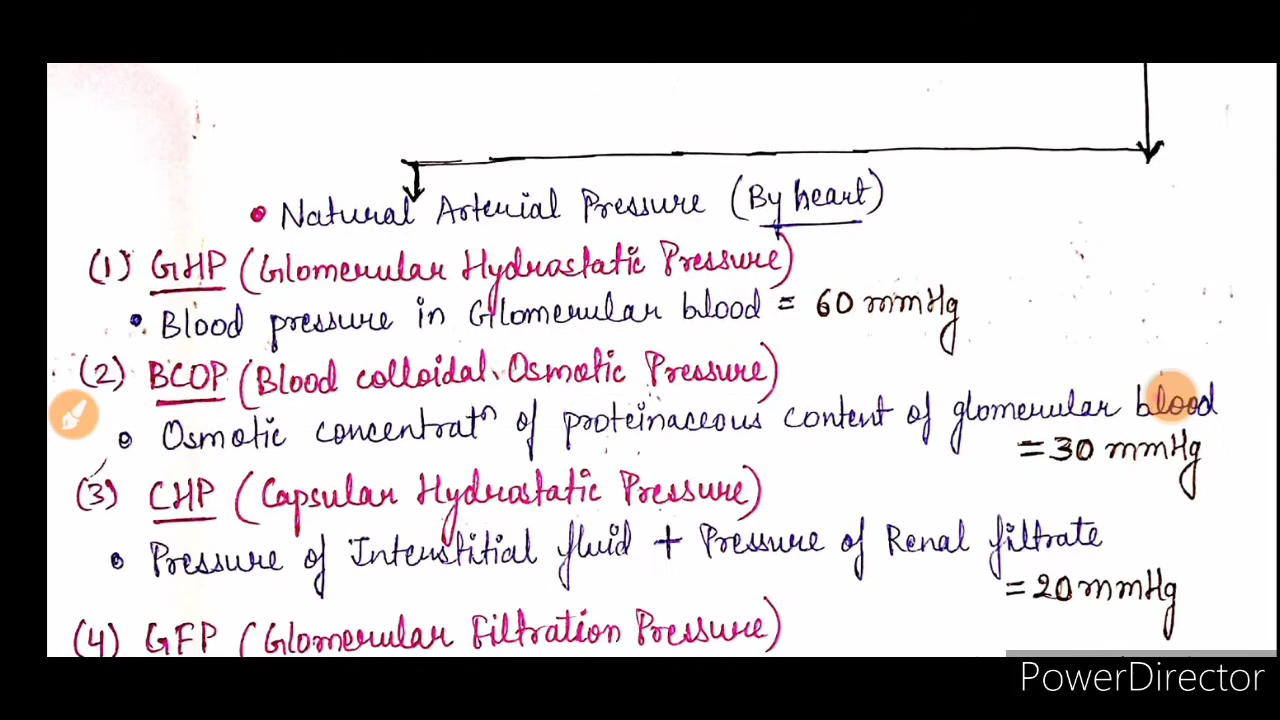 • Natural Arterial Pressure (By heart)
(1) GHP (Glomerular Hydrostatic Pressure)
• Blood pressure in Glomerular blood = 60 mmHg
(2) BCOP (Blood colloidal Osmotic Pressure)
• Osmotic concentratⁿ of proteinaceous content of glomerular blood
= 30 mmHg
(3) CHP (Capsular Hydrostatic Pressure)
• Pressure of Interstitial fluid + Pressure of Renal filtrate
= 20 mmHg
(4) GFP (Glomerular Filtration Pressure)
PowerDirector